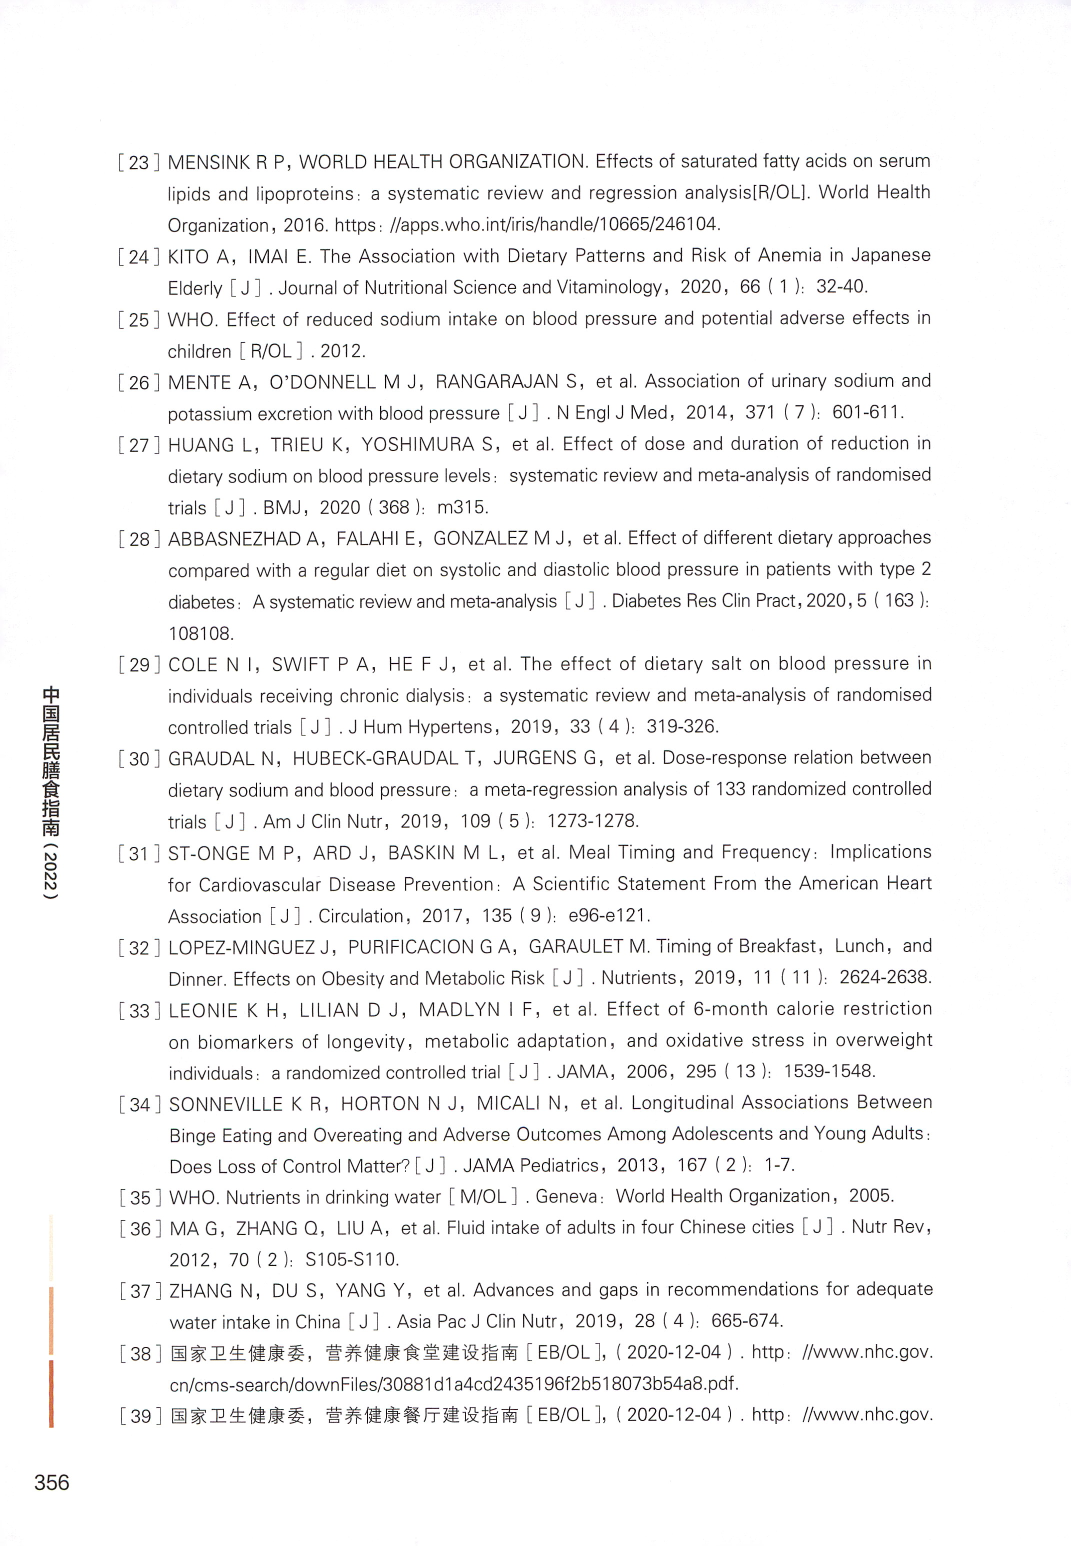 [23] MENSINK R P, WORLD HEALTH ORGANIZATION. Effects of saturated fatty acids on serum
lipids and lipoproteins: a systematic review and regression analysis[R/OL]. World Health
Organization, 2016. https: //apps.who.int/iris/handle/10665/246104.
[24] KITO A, IMAI E. The Association with Dietary Patterns and Risk of Anemia in Japanese
Elderly [J]. Journal of Nutritional Science and Vitaminology, 2020, 66 (1): 32-40.
[25] WHO. Effect of reduced sodium intake on blood pressure and potential adverse effects in
children [R/OL]. 2012.
[26] MENTE A, O'DONNELL M J, RANGARAJAN S, et al. Association of urinary sodium and
potassium excretion with blood pressure [J]. N Engl J Med, 2014, 371 (7): 601-611.
[27] HUANG L, TRIEU K, YOSHIMURA S, et al. Effect of dose and duration of reduction in
dietary sodium on blood pressure levels: systematic review and meta-analysis of randomised
trials [J]. BMJ, 2020 (368): m315.
[28] ABBASNEZHAD A, FALAHI E, GONZALEZ M J, et al. Effect of different dietary approaches
compared with a regular diet on systolic and diastolic blood pressure in patients with type 2
diabetes: A systematic review and meta-analysis [J]. Diabetes Res Clin Pract, 2020, 5 (163):
108108.
[29] COLE N I, SWIFT P A, HE F J, et al. The effect of dietary salt on blood pressure in
individuals receiving chronic dialysis: a systematic review and meta-analysis of randomised
controlled trials [J]. J Hum Hypertens, 2019, 33 (4): 319-326.
[30] GRAUDAL N, HUBECK-GRAUDAL T, JURGENS G, et al. Dose-response relation between
dietary sodium and blood pressure: a meta-regression analysis of 133 randomized controlled
trials [J]. Am J Clin Nutr, 2019, 109 (5): 1273-1278.
[31] ST-ONGE M P, ARD J, BASKIN M L, et al. Meal Timing and Frequency: Implications
for Cardiovascular Disease Prevention: A Scientific Statement From the American Heart
Association [J]. Circulation, 2017, 135 (9): e96-e121.
[32] LOPEZ-MINGUEZ J, PURIFICACION G A, GARAULET M. Timing of Breakfast, Lunch, and
Dinner. Effects on Obesity and Metabolic Risk [J]. Nutrients, 2019, 11 (11): 2624-2638.
[33] LEONIE K H, LILIAN D J, MADLYN I F, et al. Effect of 6-month calorie restriction
on biomarkers of longevity, metabolic adaptation, and oxidative stress in overweight
individuals: a randomized controlled trial [J]. JAMA, 2006, 295 (13): 1539-1548.
[34] SONNEVILLE K R, HORTON N J, MICALI N, et al. Longitudinal Associations Between
Binge Eating and Overeating and Adverse Outcomes Among Adolescents and Young Adults:
Does Loss of Control Matter? [J]. JAMA Pediatrics, 2013, 167 (2): 1-7.
[35] WHO. Nutrients in drinking water [M/OL]. Geneva: World Health Organization, 2005.
[36] MA G, ZHANG Q, LIU A, et al. Fluid intake of adults in four Chinese cities [J]. Nutr Rev,
2012, 70 (2): S105-S110.
[37] ZHANG N, DU S, YANG Y, et al. Advances and gaps in recommendations for adequate
water intake in China [J]. Asia Pac J Clin Nutr, 2019, 28 (4): 665-674.
[38] 国家卫生健康委, 营养健康食堂建设指南 [EB/OL], (2020-12-04). http: //www.nhc.gov.
cn/cms-search/downFiles/30881d1a4cd2435196f2b518073b54a8.pdf.
[39] 国家卫生健康委, 营养健康餐厅建设指南 [EB/OL], (2020-12-04). http: //www.nhc.gov.
中国居民膳食指南(2022)
356